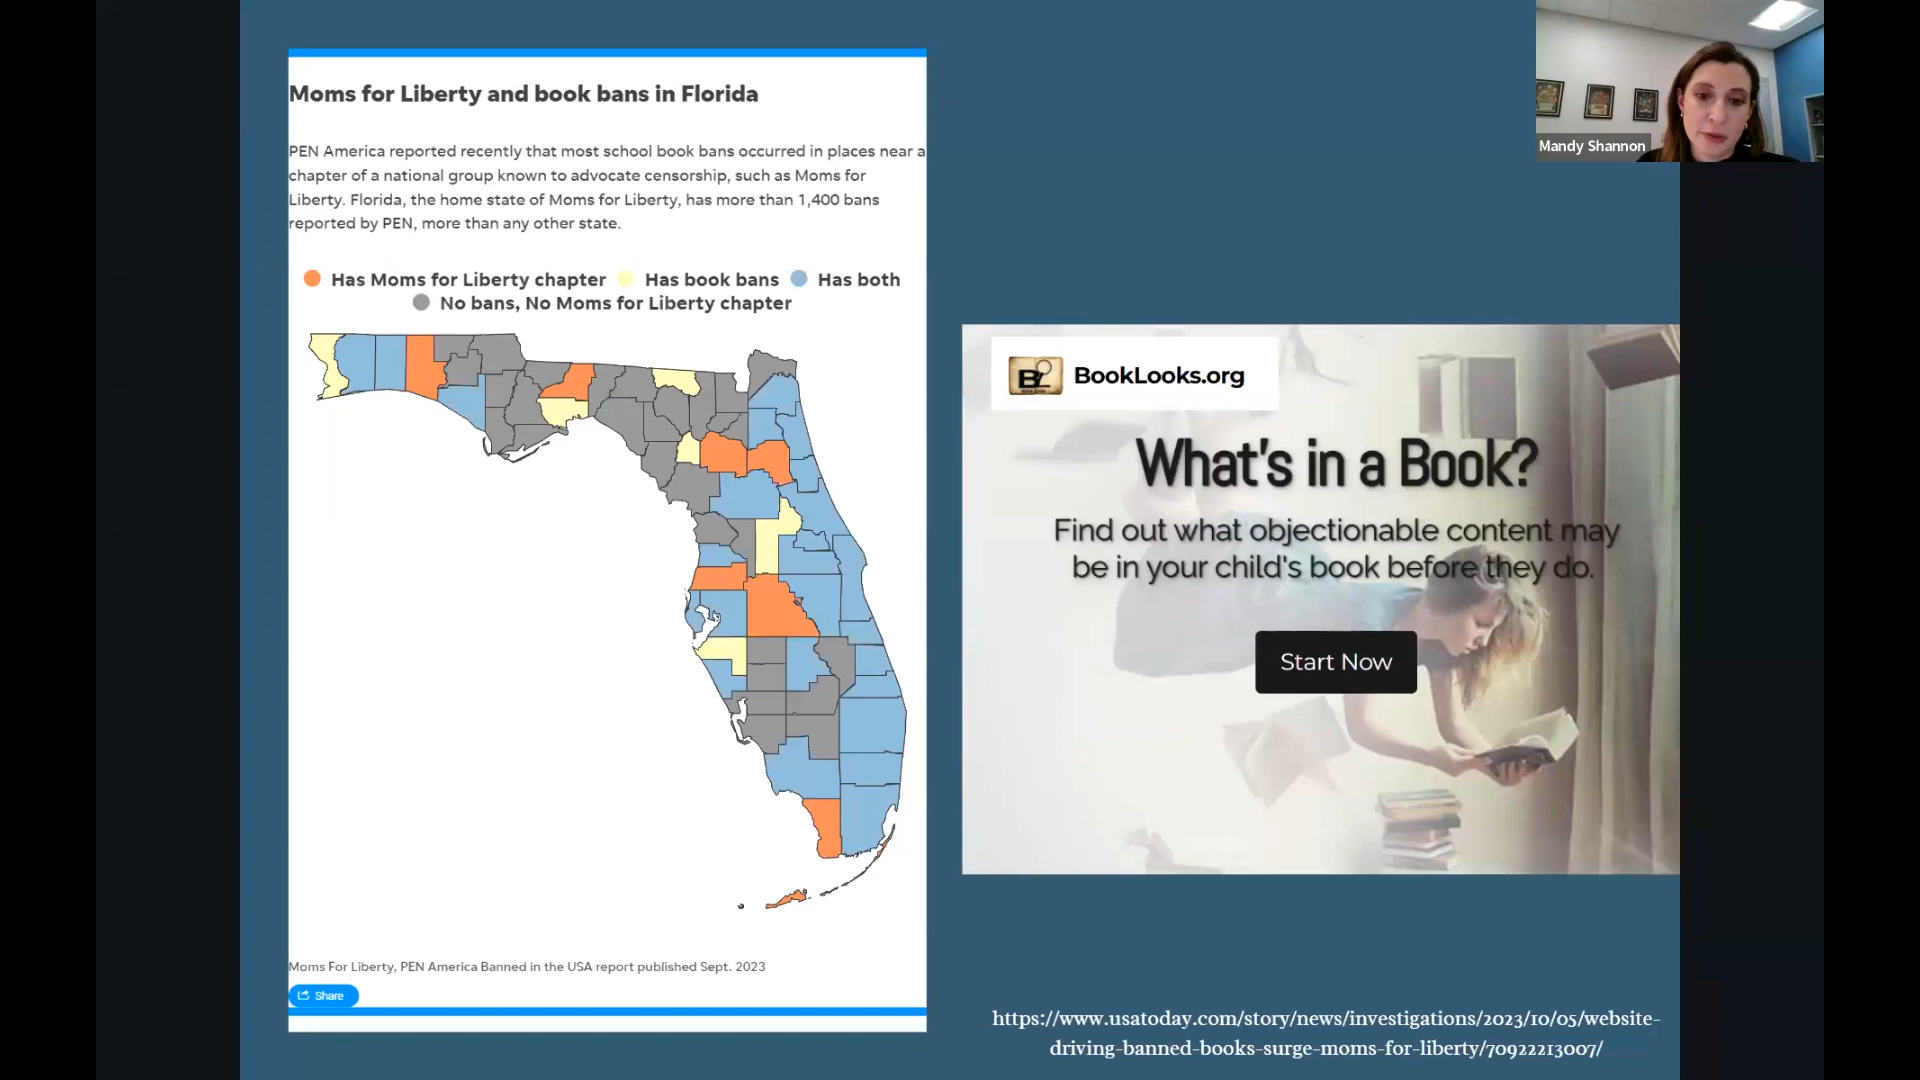 Moms for Liberty and book bans in Florida
PEN America reported recently that most school book bans occurred in places near a
chapter of a national group known to advocate censorship, such as Moms for
Liberty. Florida, the home state of Moms for Liberty, has more than 1,400 bans
reported by PEN, more than any other state.
Has Moms for Liberty chapter Has book bans Has both
No bans, No Moms for Liberty chapter
Moms For Liberty, PEN America Banned in the USA report published Sept. 2023
Share
BookLooks.org
What's in a Book?
Find out what objectionable content may
be in your child's book before they do.
Start Now
https://www.usatoday.com/story/news/investigations/2023/10/05/website-
driving-banned-books-surge-moms-for-liberty/70922213007/
Mandy Shannon